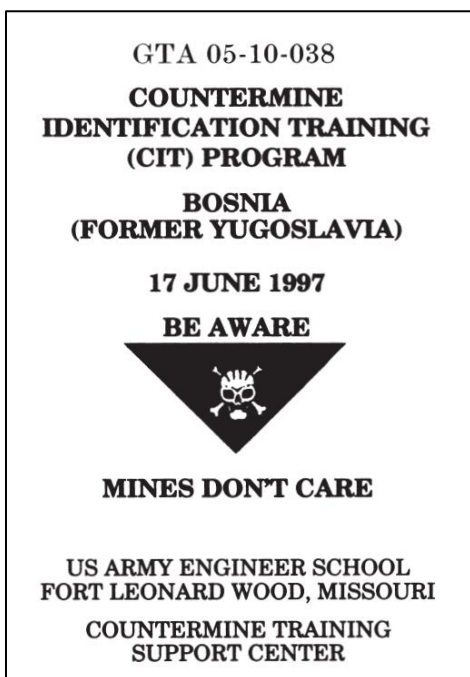 GTA 05-10-038
COUNTERMINE
IDENTIFICATION TRAINING
(CIT) PROGRAM
BOSNIA
(FORMER YUGOSLAVIA)
17 JUNE 1997
BE AWARE
MINES DON'T CARE
US ARMY ENGINEER SCHOOL
FORT LEONARD WOOD, MISSOURI
COUNTERMINE TRAINING
SUPPORT CENTER